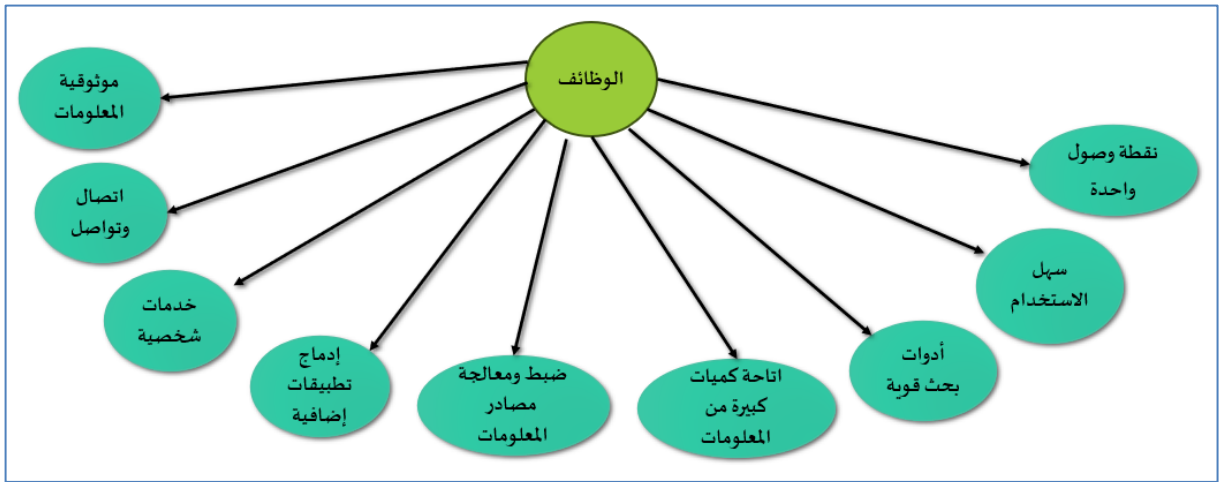 الوظائف
نقطة وصول
واحدة
سهل
الاستخدام
أدوات
بحث قوية
اتاحة كميات
كبيرة من
المعلومات
ضبط ومعالجة
مصادر
المعلومات
إدماج
تطبيقات
إضافية
خدمات
شخصية
اتصال
وتواصل
موثوقية
المعلومات